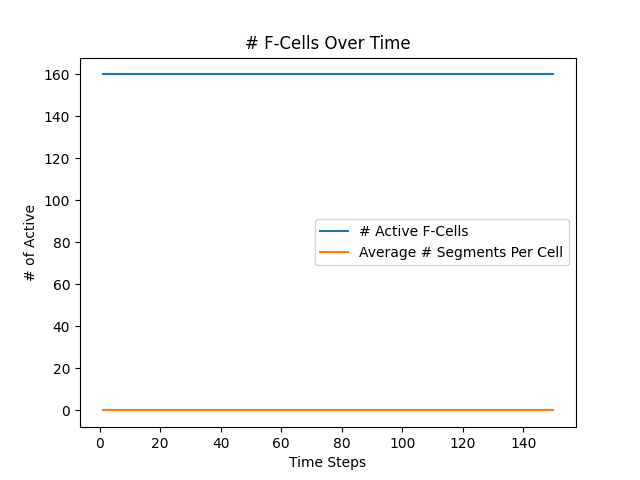 # F-Cells Over Time
# of Active
160
140
120
100
80
60
40
20
0
# Active F-Cells
Average # Segments Per Cell
0 20 40 60 80 100 120 140
Time Steps